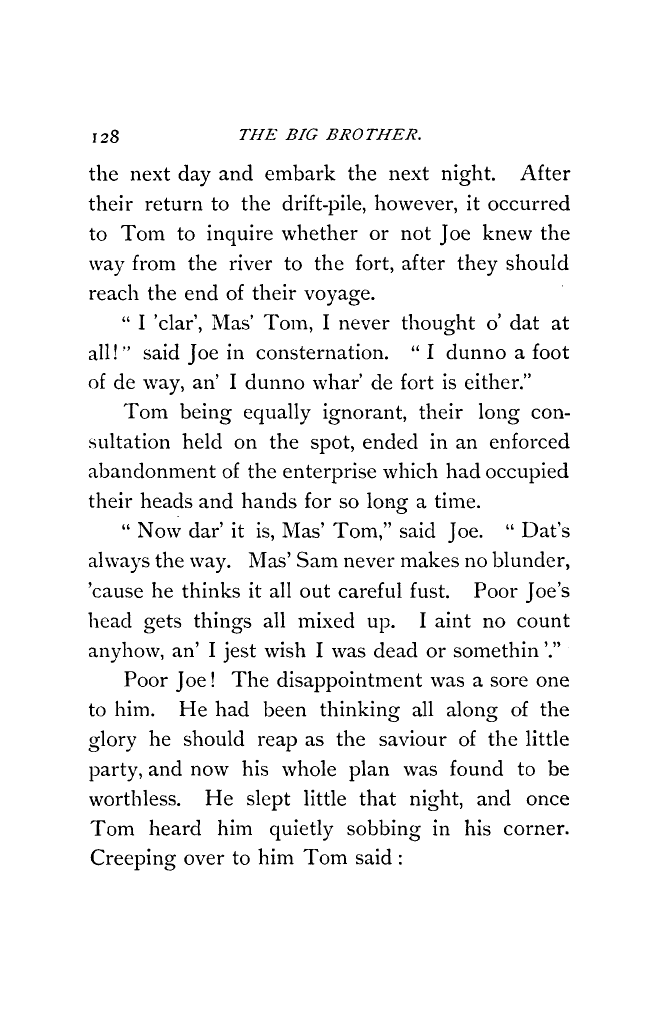 128 THE BIG BROTHER.
the next day and embark the next night. After
their return to the drift-pile, however, it occurred
to Tom to inquire whether or not Joe knew the
way from the river to the fort, after they should
reach the end of their voyage.
“ I ’clar’, Mas’ Tom, I never thought o’ dat at
all!” said Joe in consternation. “ I dunno a foot
of de way, an’ I dunno whar’ de fort is either.”
Tom being equally ignorant, their long con-
sultation held on the spot, ended in an enforced
abandonment of the enterprise which had occupied
their heads and hands for so long a time.
“ Now dar’ it is, Mas’ Tom,” said Joe. “ Dat’s
always the way. Mas’ Sam never makes no blunder,
’cause he thinks it all out careful fust. Poor Joe’s
head gets things all mixed up. I aint no count
anyhow, an’ I jest wish I was dead or somethin ’.”
Poor Joe! The disappointment was a sore one
to him. He had been thinking all along of the
glory he should reap as the saviour of the little
party, and now his whole plan was found to be
worthless. He slept little that night, and once
Tom heard him quietly sobbing in his corner.
Creeping over to him Tom said :